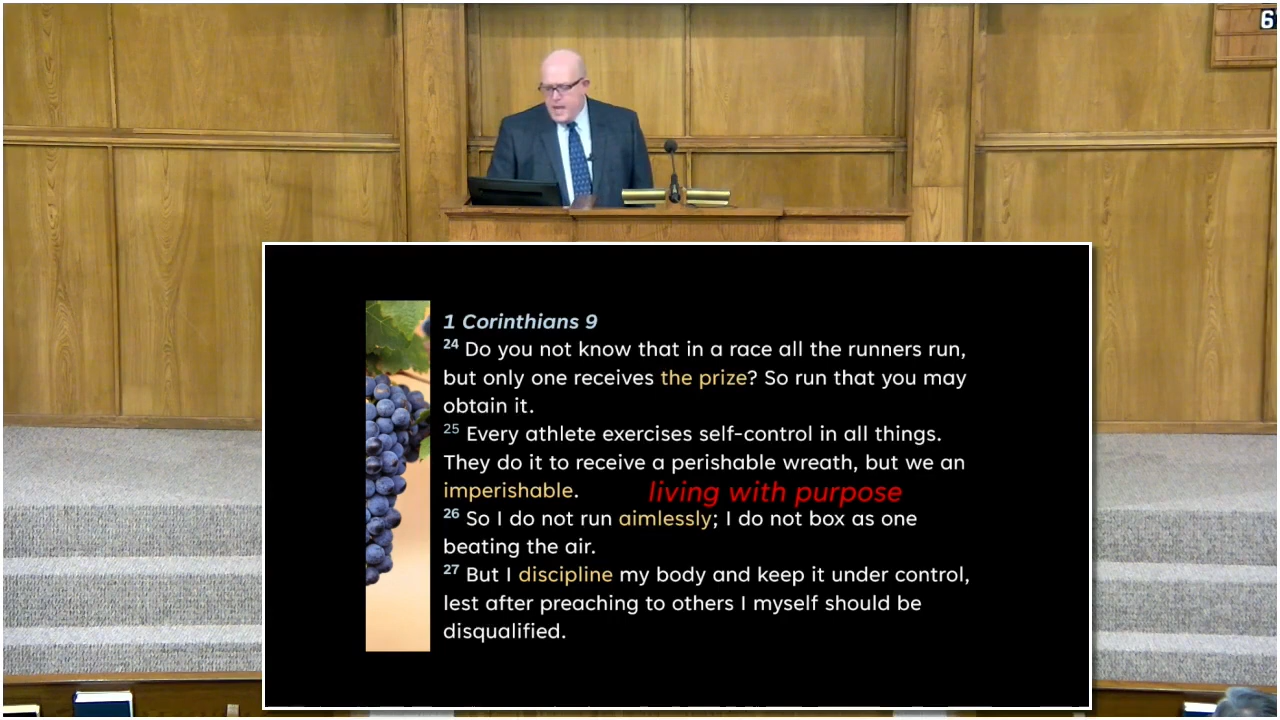 6
1 Corinthians 9
24 Do you not know that in a race all the runners run,
but only one receives the prize? So run that you may
obtain it.
25 Every athlete exercises self-control in all things.
They do it to receive a perishable wreath, but we an
imperishable. living with purpose
26 So I do not run aimlessly; I do not box as one
beating the air.
27 But I discipline my body and keep it under control,
lest after preaching to others I myself should be
disqualified.